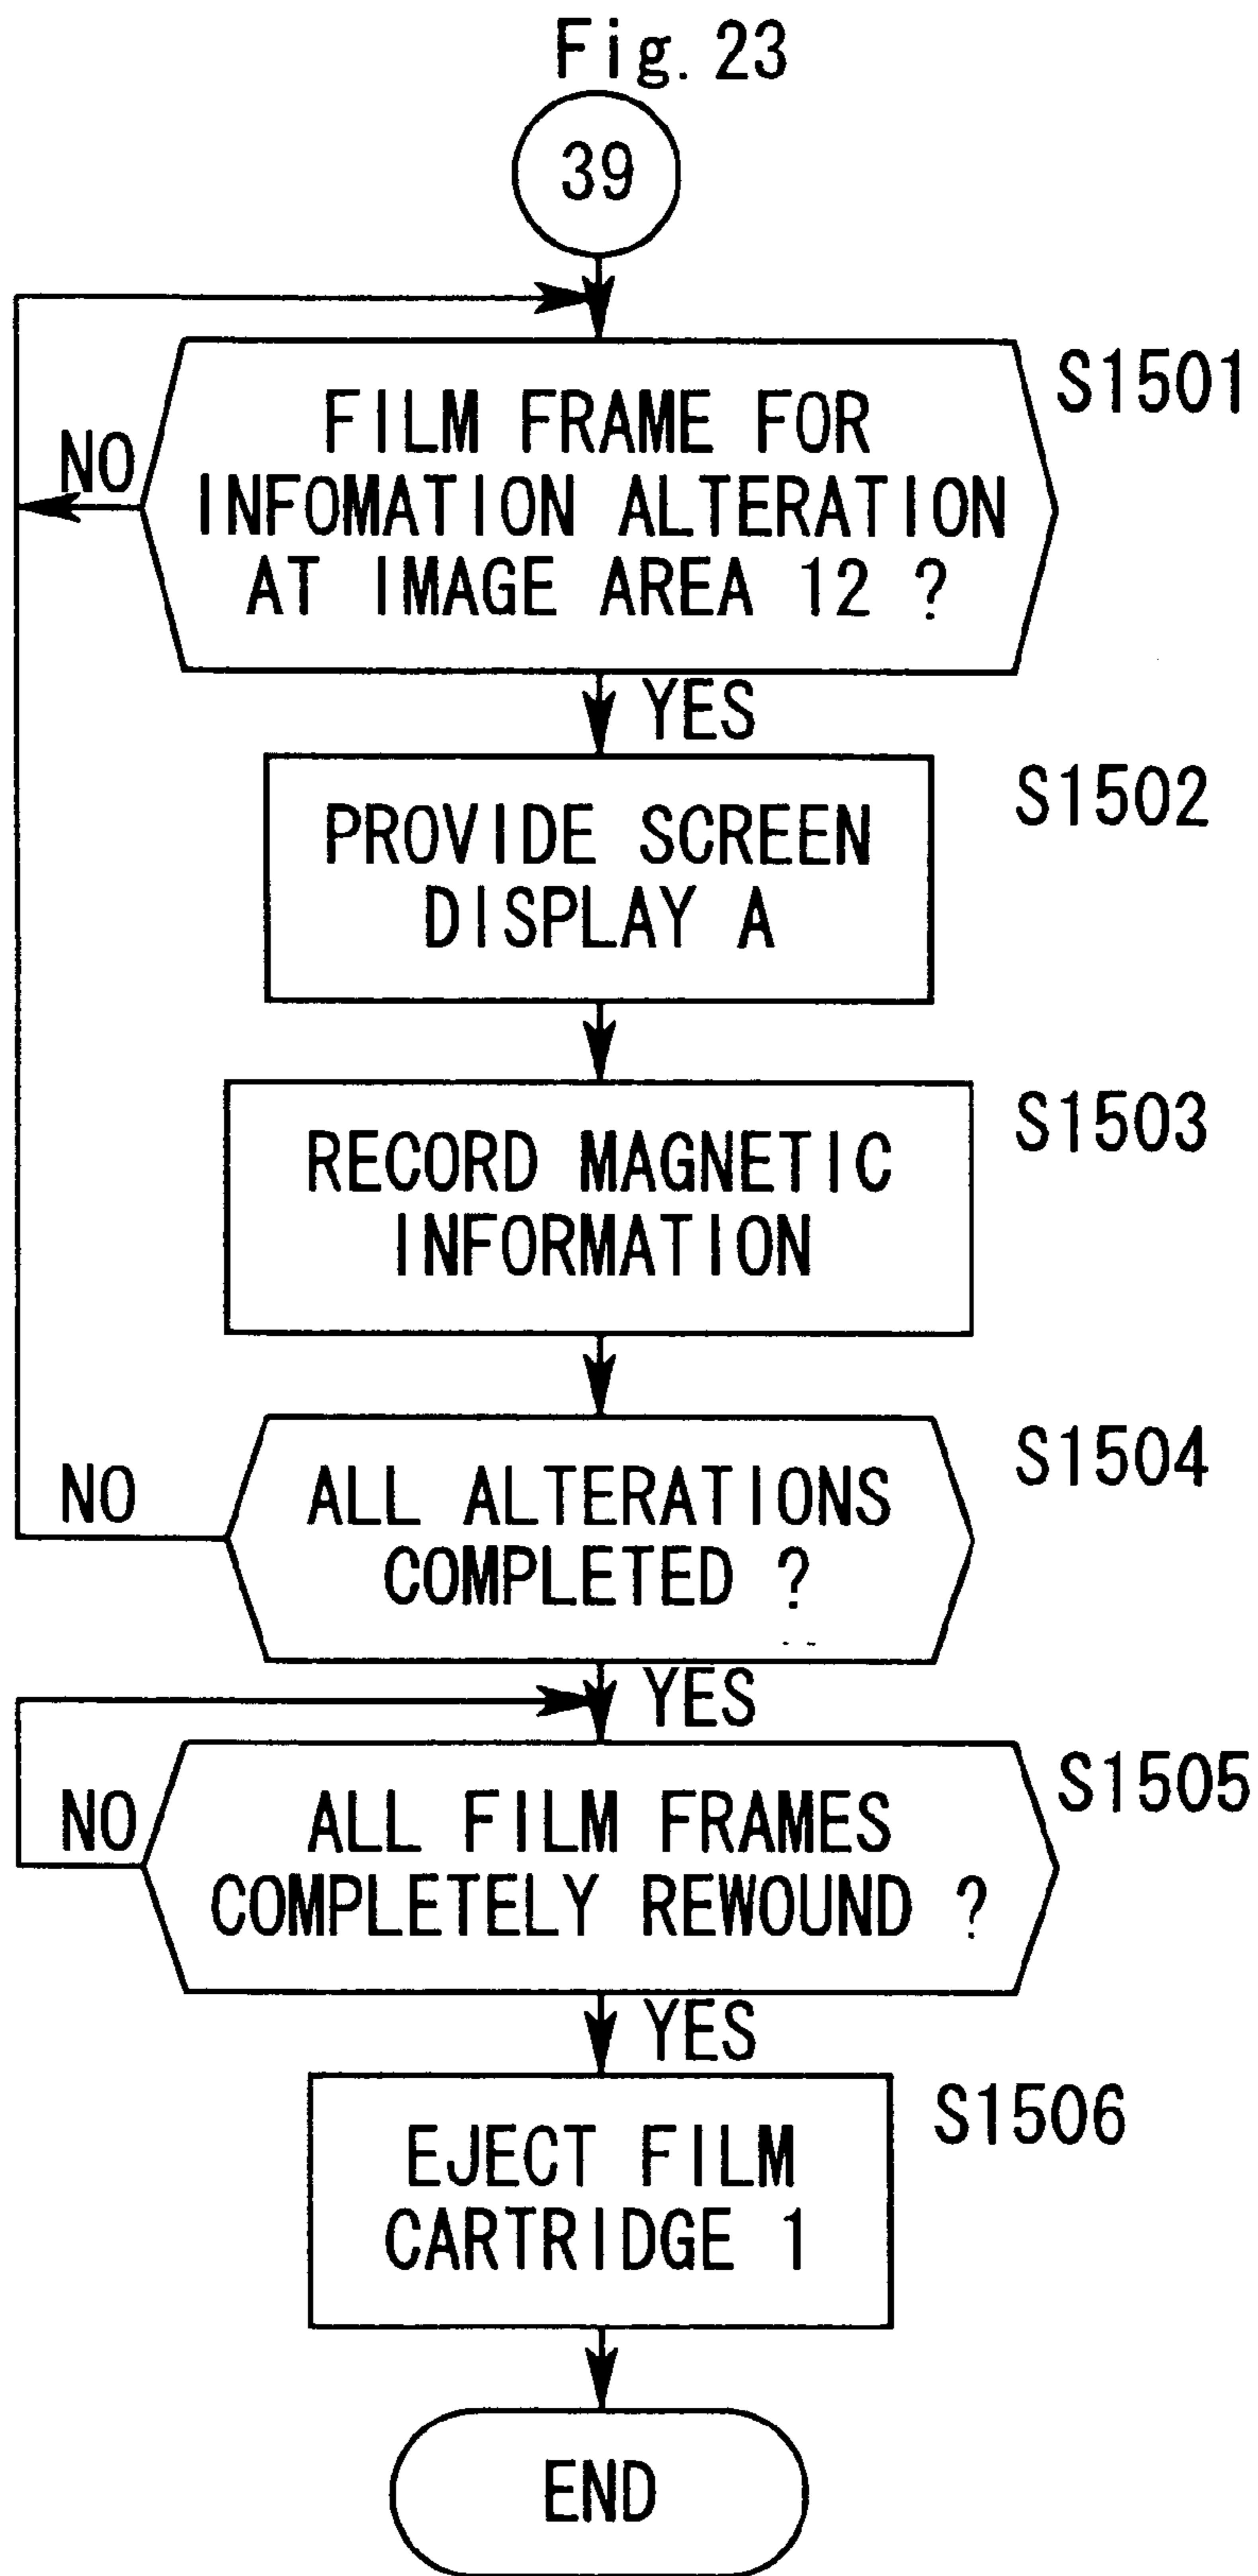 Fig. 23
39
S1501
FILM FRAME FOR
INFOMATION ALTERATION
AT IMAGE AREA 12 ?
NO
YES
S1502
PROVIDE SCREEN
DISPLAY A
S1503
RECORD MAGNETIC
INFORMATION
S1504
ALL ALTERATIONS
COMPLETED ?
NO
YES
S1505
ALL FILM FRAMES
COMPLETELY REWOUND ?
NO
YES
S1506
EJECT FILM
CARTRIDGE 1
END